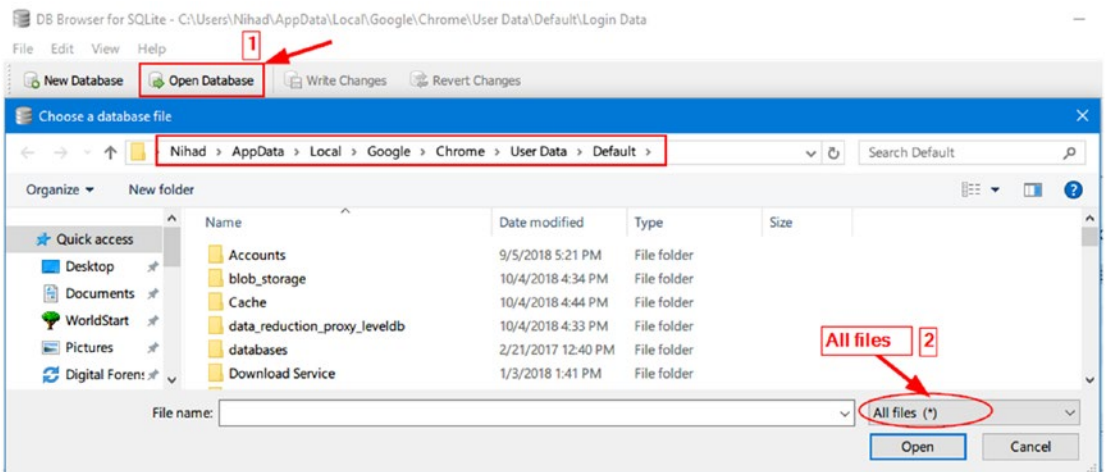 DB Browser for SQLite - C:\Users\Nihad\AppData\Local\Google\Chrome\User Data\Default\Login Data
File Edit View Help
1
New Database Open Database Write Changes Revert Changes
Choose a database file
Nihad > AppData > Local > Google > Chrome > User Data > Default >
Search Default
Organize New folder
Name Date modified Type Size
Quick access
Accounts 9/5/2018 5:21 PM File folder
Desktop
blob_storage 10/4/2018 4:34 PM File folder
Documents
Cache 10/4/2018 4:44 PM File folder
WorldStart
data_reduction_proxy_leveldb 10/4/2018 4:33 PM File folder
Pictures
databases 2/21/2017 12:40 PM File folder
Digital Forens
Download Service 1/3/2018 1:41 PM File folder
All files 2
File name: All files (*)
Open Cancel